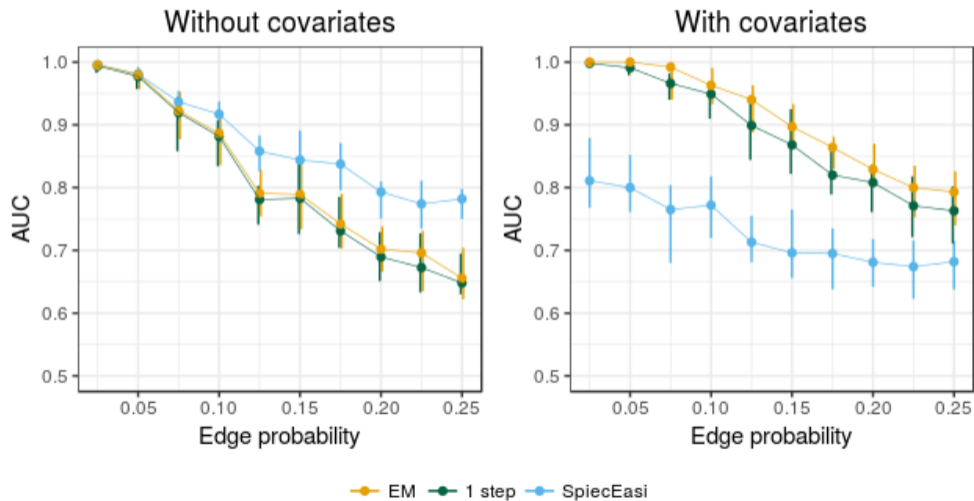 Without covariates
With covariates
AUC
1.0
0.9
0.8
0.7
0.6
0.5
0.05 0.10 0.15 0.20 0.25
Edge probability
AUC
1.0
0.9
0.8
0.7
0.6
0.5
0.05 0.10 0.15 0.20 0.25
Edge probability
EM 1 step SpiecEasi